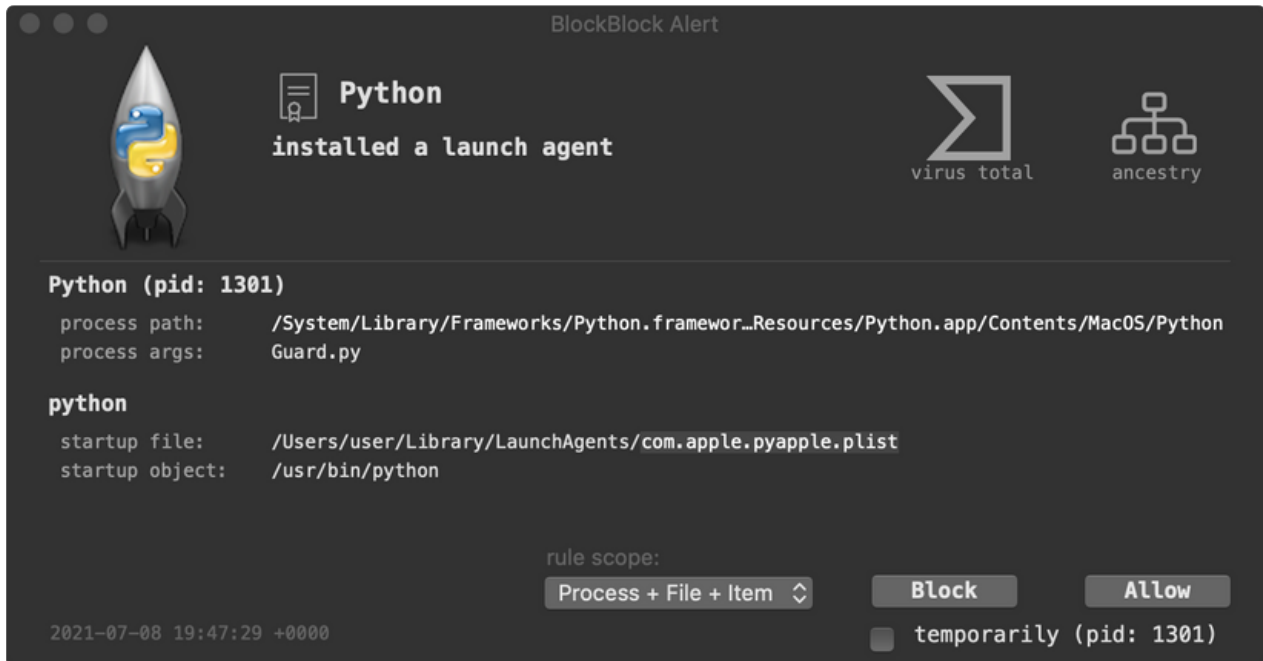 BlockBlock Alert
Python
installed a launch agent
virus total
ancestry
Python (pid: 1301)
process path: /System/Library/Frameworks/Python.framewor…Resources/Python.app/Contents/MacOS/Python
process args: Guard.py
python
startup file: /Users/user/Library/LaunchAgents/com.apple.pyapple.plist
startup object: /usr/bin/python
rule scope:
Process + File + Item
Block
Allow
2021-07-08 19:47:29 +0000
temporarily (pid: 1301)